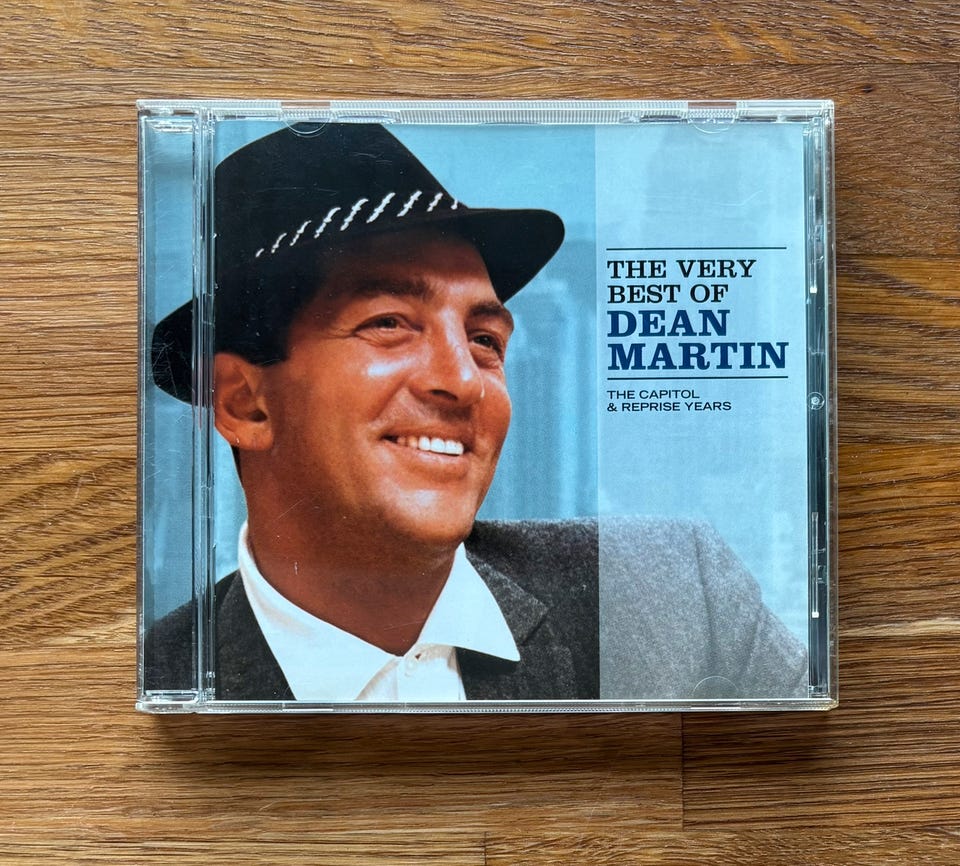 THE VERY
BEST OF
DEAN
MARTIN
THE CAPITOL
& REPRISE YEARS